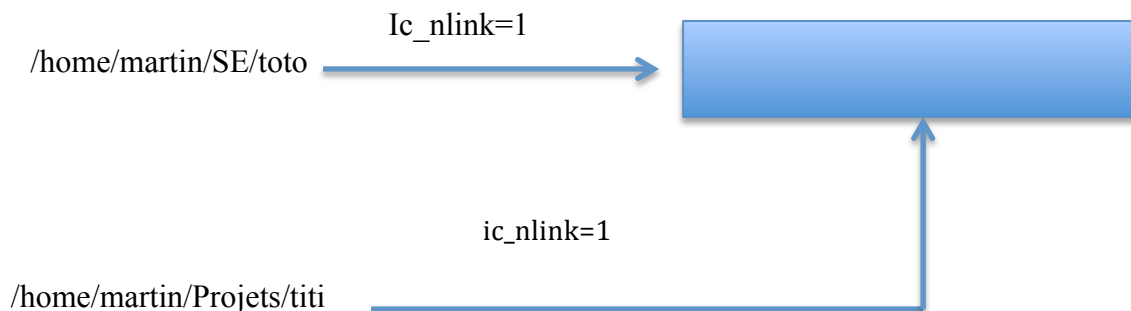 Ic_nlink=1
/home/martin/SE/toto
ic_nlink=1
/home/martin/Projets/titi